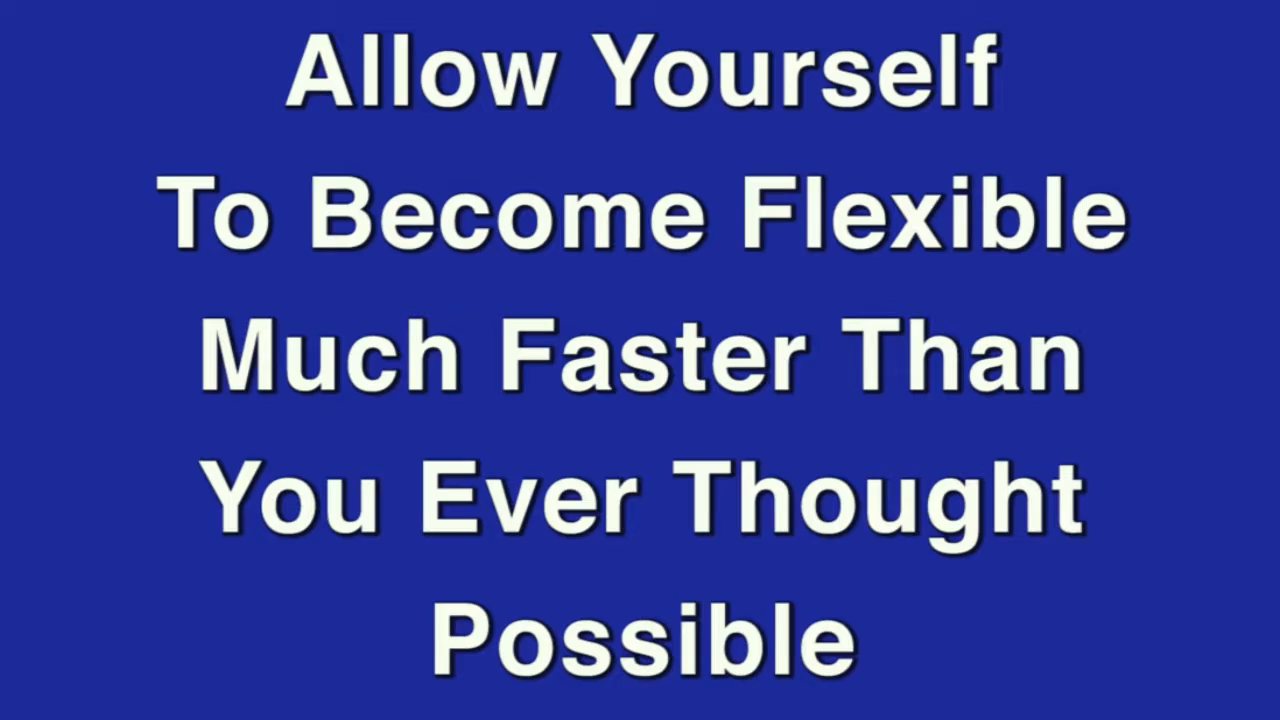 Allow Yourself
To Become Flexible
Much Faster Than
You Ever Thought
Possible